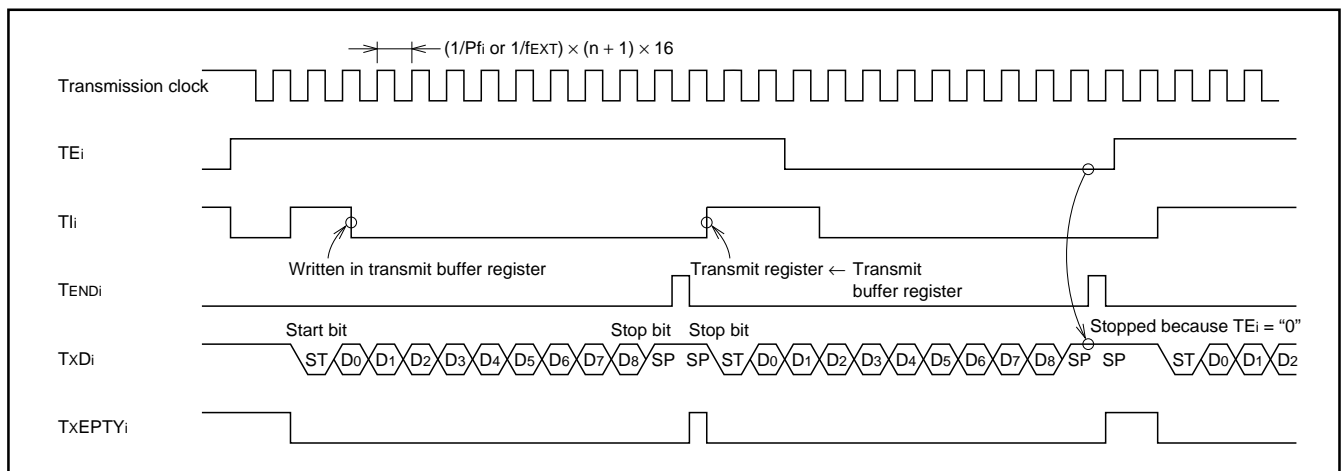 (1/Pfi or 1/fEXT) × (n + 1) × 16
Transmission clock
TEi
TIi
Written in transmit buffer register
Transmit register ← Transmit
buffer register
TENDi
Start bit
Stop bit
Stop bit
Stopped because TEi = “0”
TxDi
ST D0 D1 D2 D3 D4 D5 D6 D7 D8 SP SP ST D0 D1 D2 D3 D4 D5 D6 D7 D8 SP SP ST D0 D1 D2
TxEPTYi